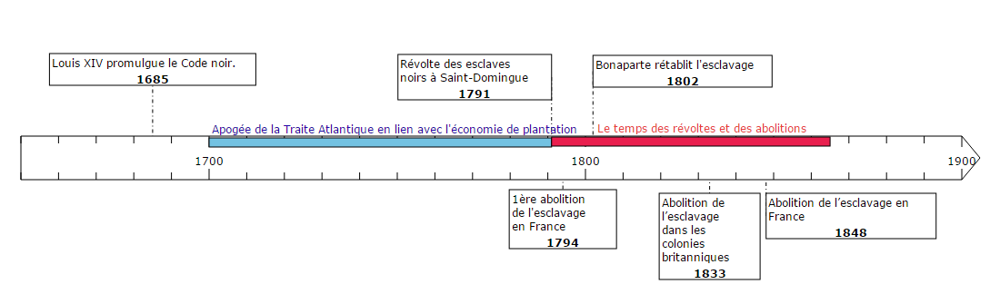 Louis XIV promulgue le Code noir.
1685
Révolte des esclaves
noirs à Saint-Domingue
1791
Bonaparte rétablit l'esclavage
1802
Apogée de la Traite Atlantique en lien avec l'économie de plantation
Le temps des révoltes et des abolitions
1700
1800
1900
1ère abolition
de l'esclavage
en France
1794
Abolition de
l’esclavage
dans les
colonies
britanniques
1833
Abolition de l’esclavage en
France
1848